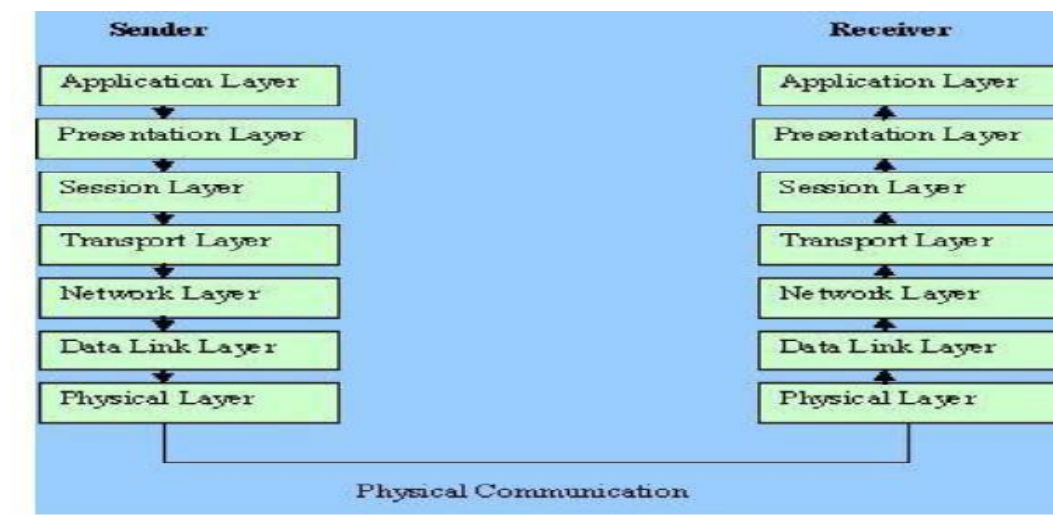 Sender Receiver
Application Layer Application Layer
Presentation Layer Presentation Layer
Session Layer Session Layer
Transport Layer Transport Layer
Network Layer Network Layer
Data Link Layer Data Link Layer
Physical Layer Physical Layer
Physical Communication